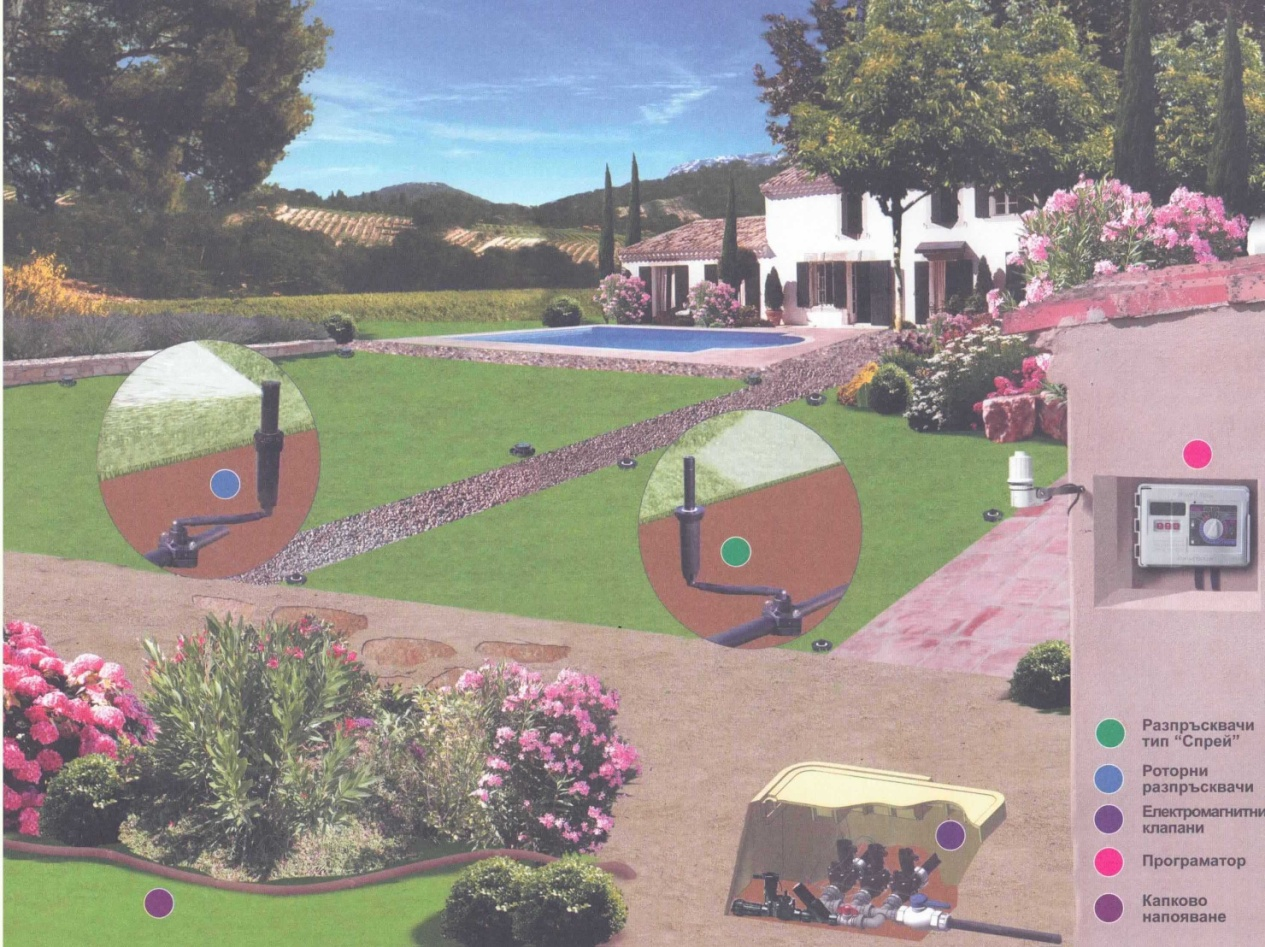 Разпръсквачи
тип “Спрей”
Роторни
разпръсквачи
Електромагнитни
клапани
Програматор
Капково
напояване